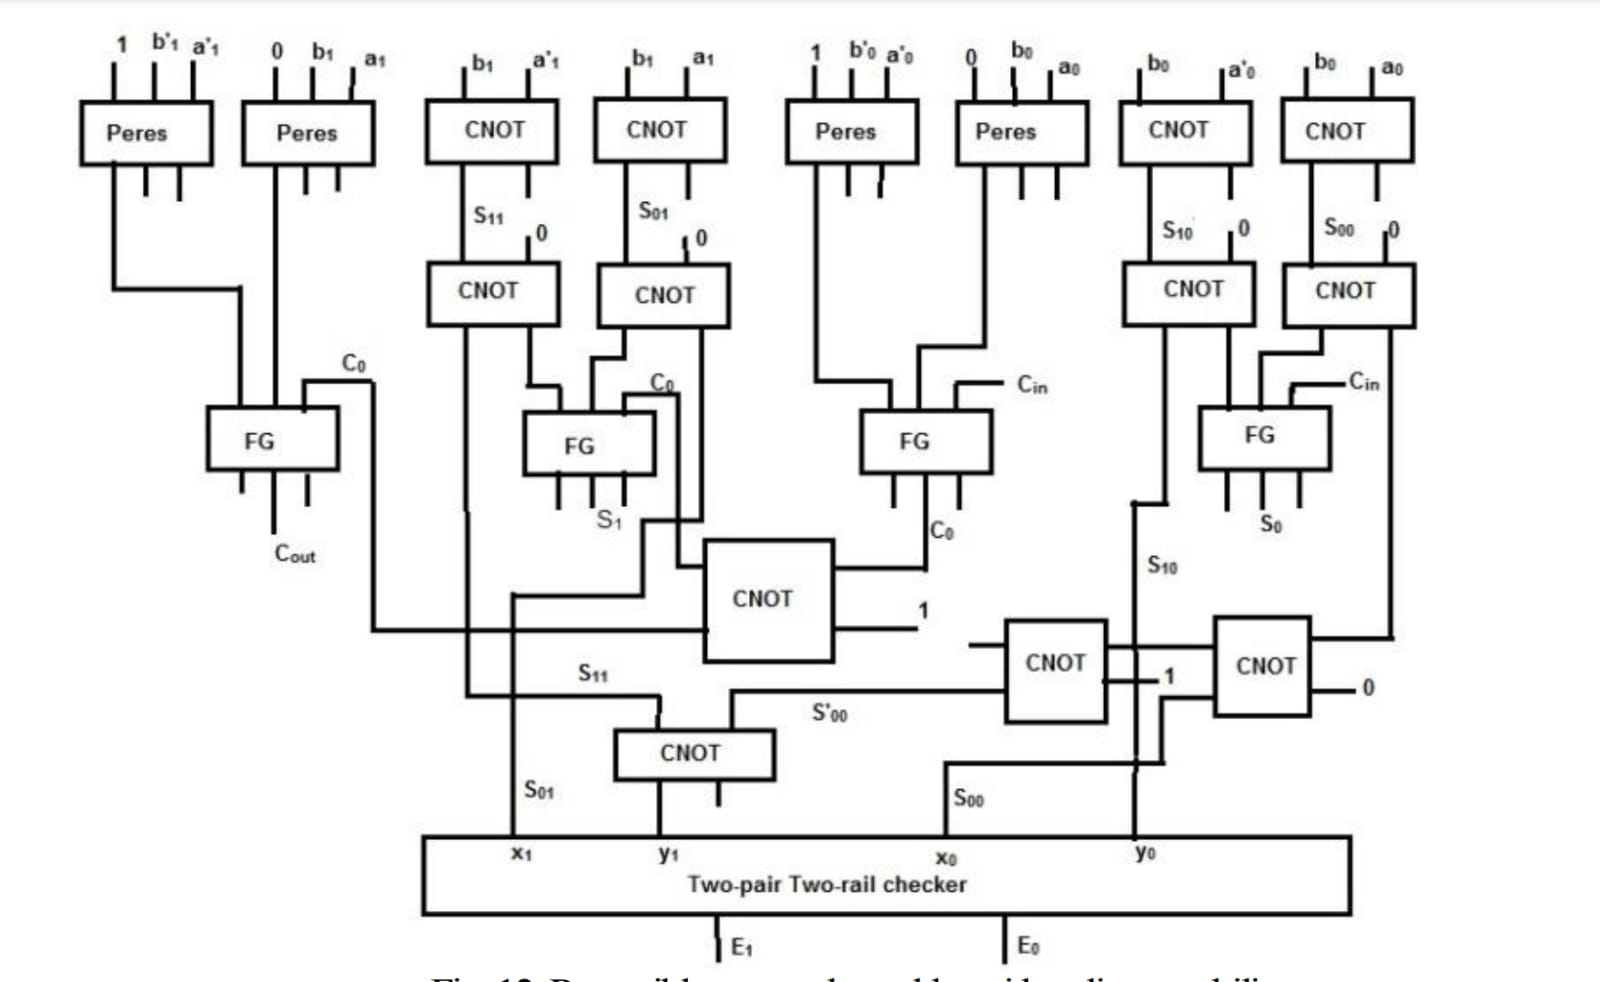 1 b'1 a'1 0 b1 a1 b1 a'1 b1 a1 1 b'0 a'0 0 b0 a0 b0 a'0 b0 a0
Peres Peres CNOT CNOT Peres Peres CNOT CNOT
S11 0 S01 0 S10 0 S00 0
CNOT CNOT CNOT CNOT
C0 C0 Cin Cin
FG FG FG FG
Cout S1 C0 S0
S10
CNOT 1
CNOT 1 CNOT 0
S11 S'00
CNOT
S01 S00
x1 y1 x0 y0
Two-pair Two-rail checker
E1 E0